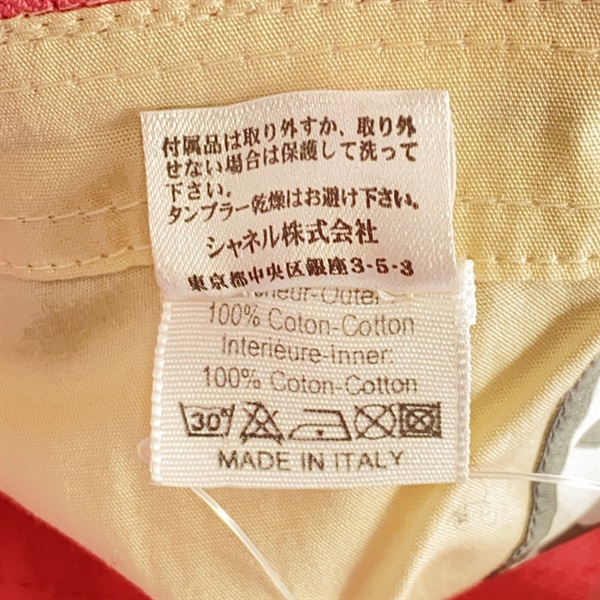 付属品は取り外すか、取り外
せない場合は保護して洗って
下さい。
タンブラー乾燥はお避け下さい。
シャネル株式会社
東京都中央区銀座3-5-3
100% Coton-Cotton
Interiéure-Inner:
100% Coton-Cotton
30°
MADE IN ITALY